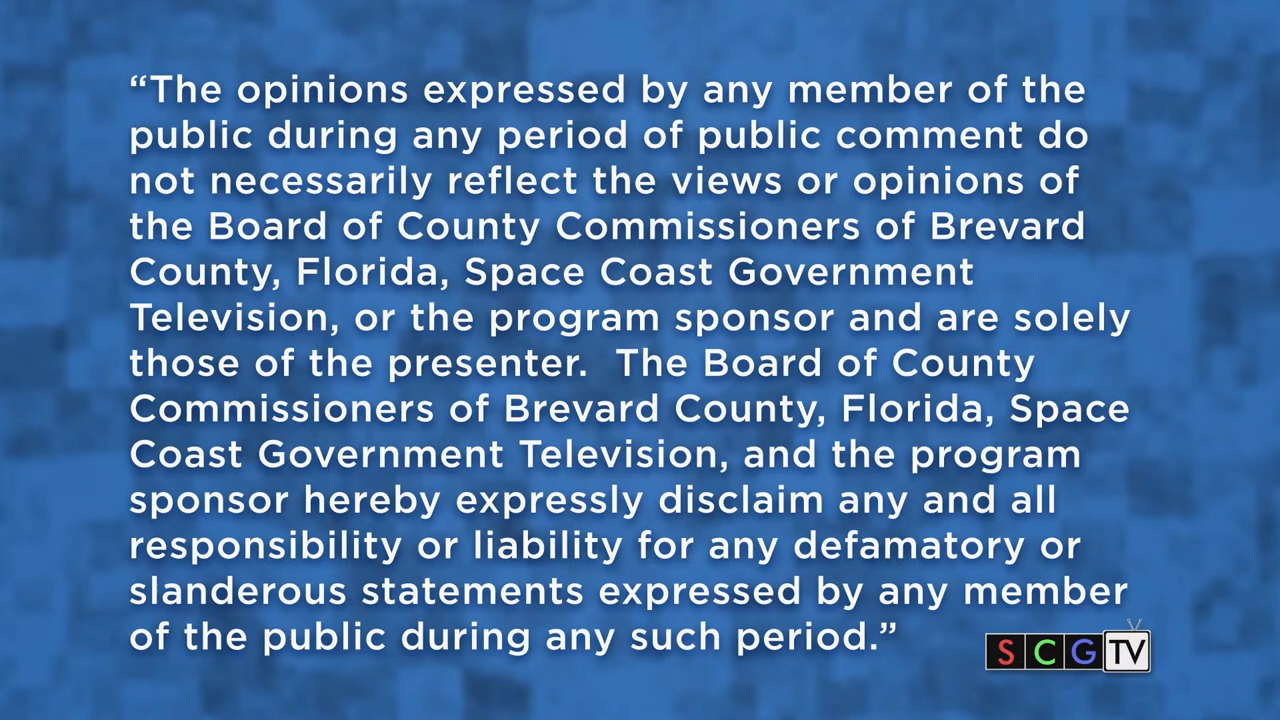 “The opinions expressed by any member of the
public during any period of public comment do
not necessarily reflect the views or opinions of
the Board of County Commissioners of Brevard
County, Florida, Space Coast Government
Television, or the program sponsor and are solely
those of the presenter.  The Board of County
Commissioners of Brevard County, Florida, Space
Coast Government Television, and the program
sponsor hereby expressly disclaim any and all
responsibility or liability for any defamatory or
slanderous statements expressed by any member
of the public during any such period.”
SCGTV